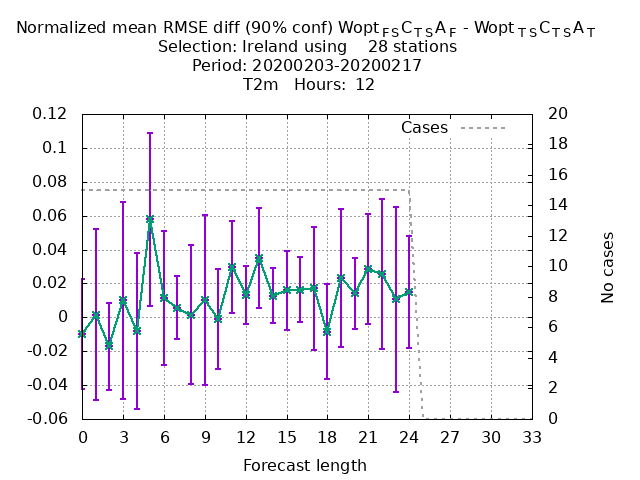 Normalized mean RMSE diff (90% conf) Wopt FS C TS A F - Wopt TS C TS A T
Selection: Ireland using 28 stations
Period: 20200203-20200217
T2m Hours: 12
0.12 20
Cases
0.1 18
16
0.08 14
0.06 12
0.04 10
0.02 8
0 6
-0.02 4
-0.04 2
-0.06 0
No cases
0 3 6 9 12 15 18 21 24 27 30 33
Forecast length